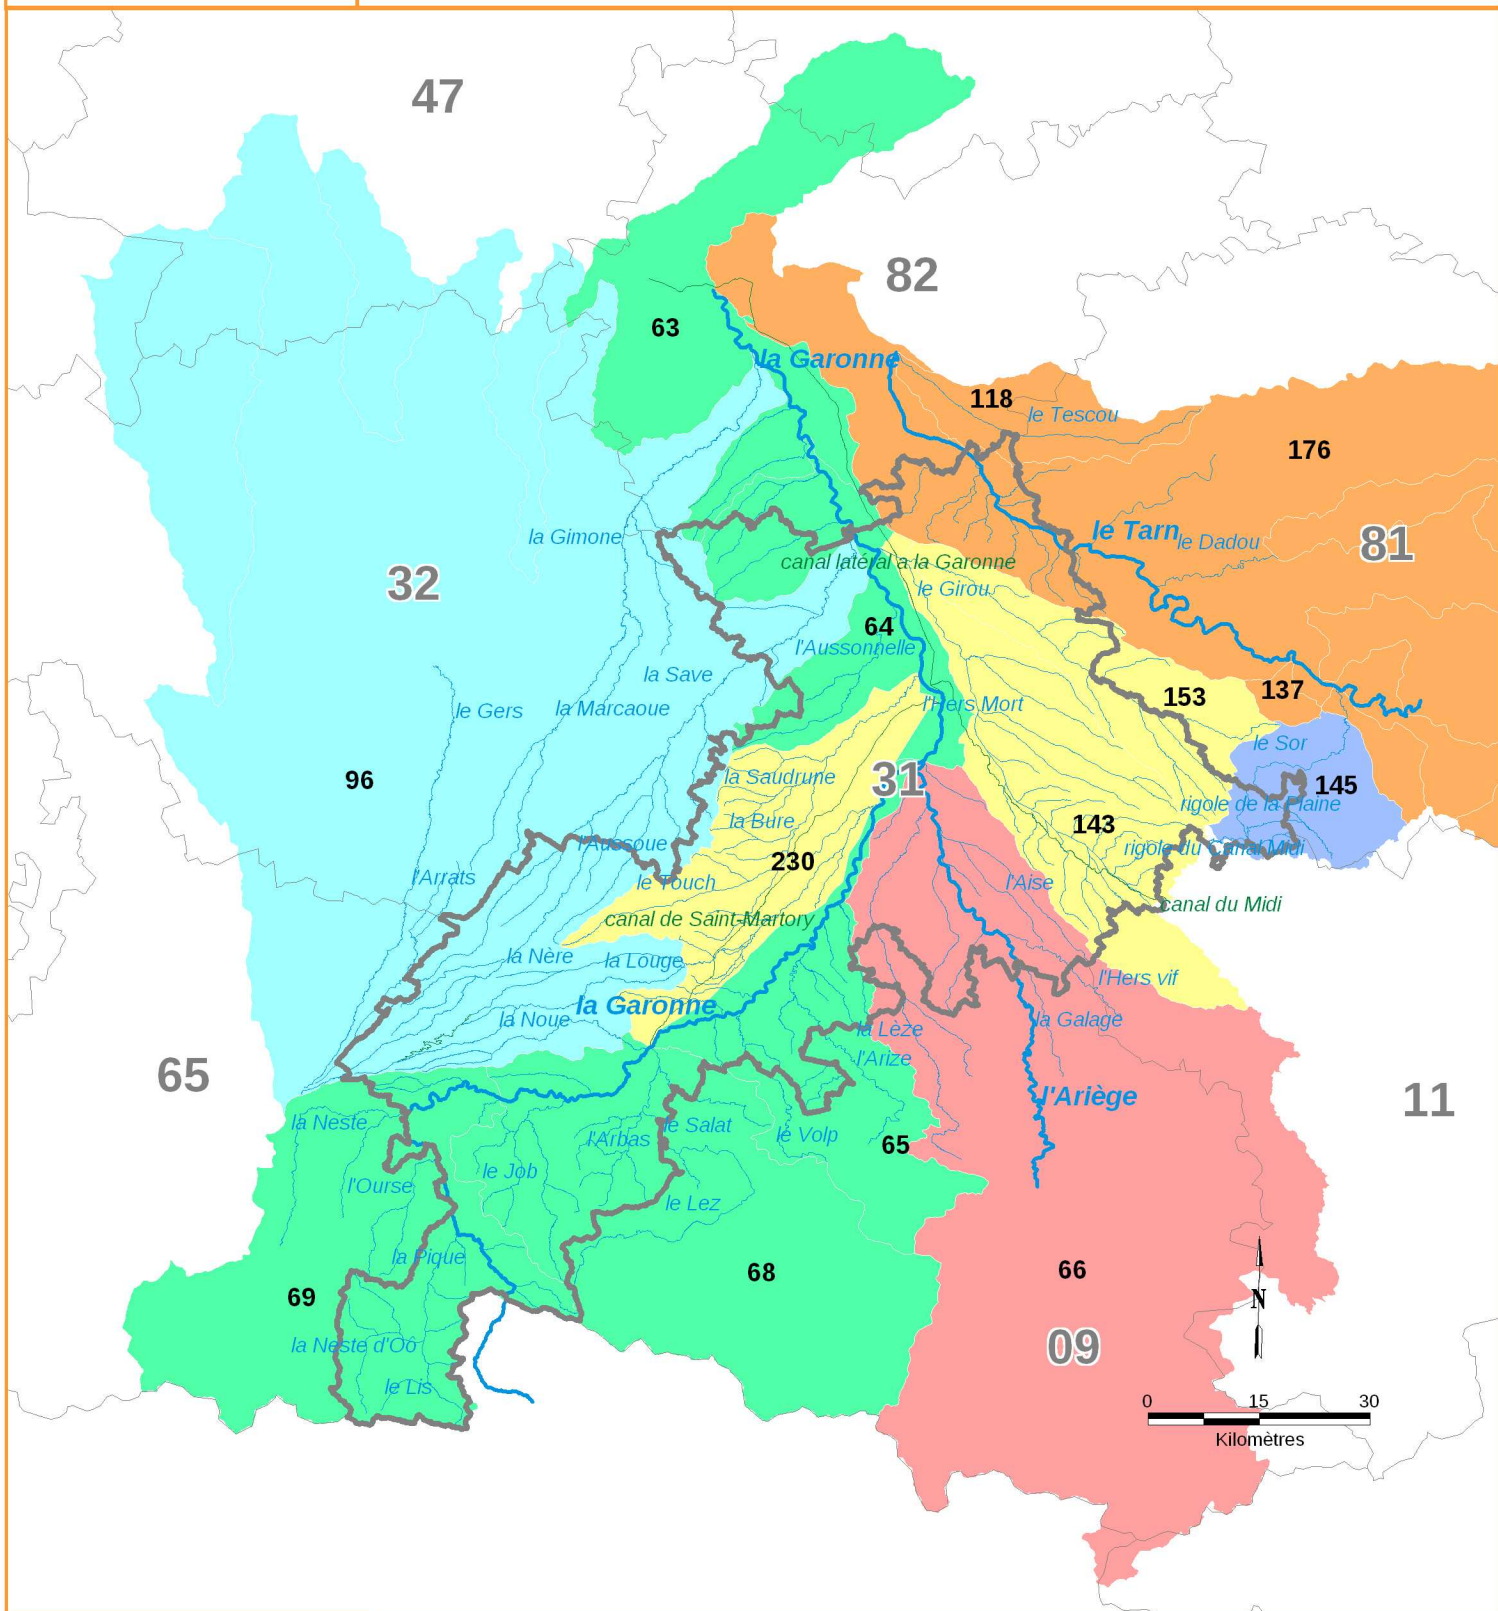 47
82
63
la Garonne
118
le Tescou
176
le Tarn
le Dadou
81
la Gimone
canal latéral a la Garonne
32
le Girou
64
l'Aussonnelle
la Save
153
137
le Gers
la Marcaoue
l'Hers Mort
le Sor
96
la Saudrune
31
145
rigole de la Plaine
la Bure
143
l'Aussoue
rigole du Canal Midi
230
l'Arrats
le Touch
l'Aise
canal de Saint-Martory
canal du Midi
la Nère
la Louge
l'Hers vif
la Garonne
la Noue
la Lèze
la Galage
l'Arize
65
l'Ariège
11
la Neste
l'Arbas
le Salat
le Volp
65
le Job
l'Ourse
le Lez
la Pique
68
66
69
N
la Neste d'Oô
09
le Lis
0 15 30
Kilomètres